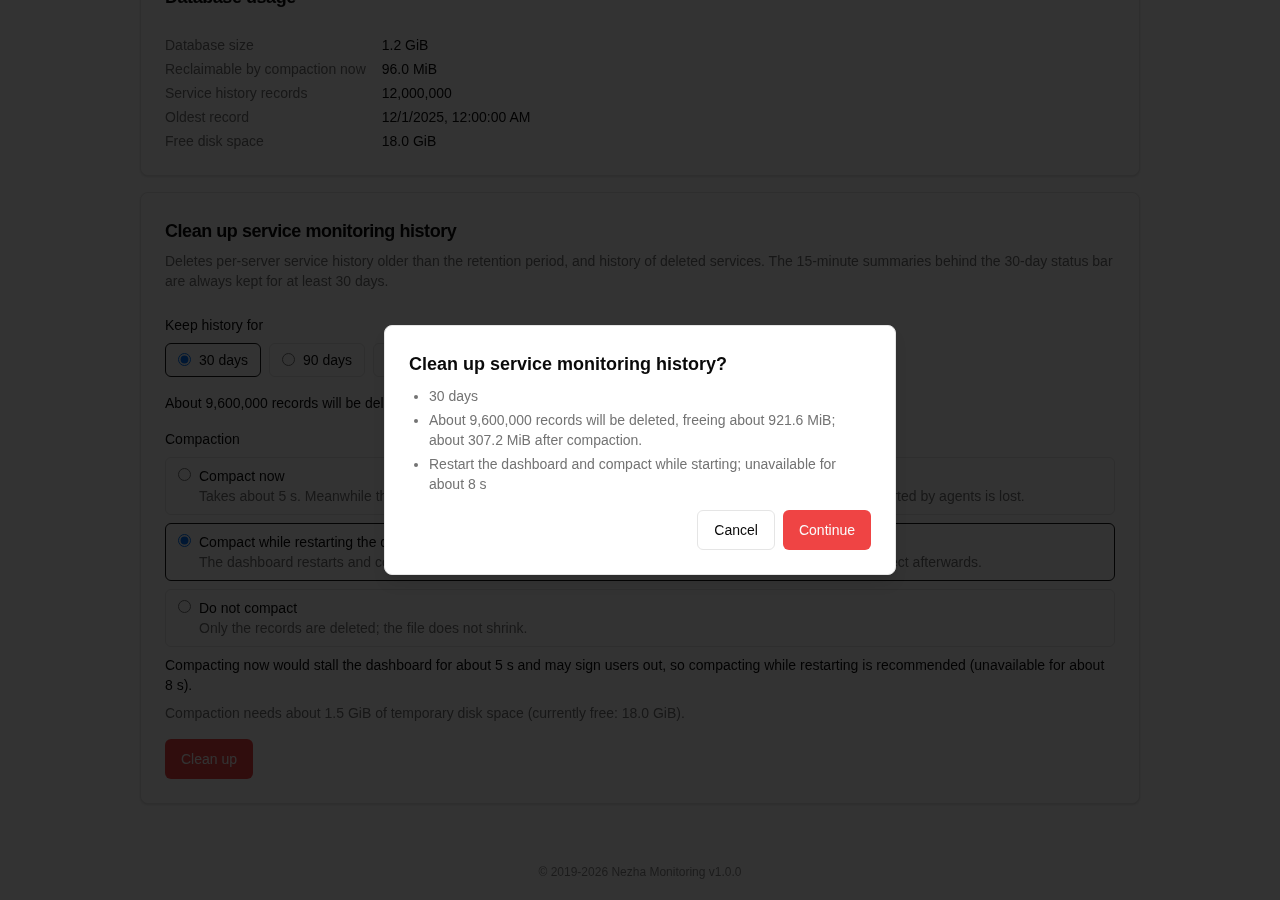 Database usage
Database size 1.2 GiB
Reclaimable by compaction now 96.0 MiB
Service history records 12,000,000
Oldest record 12/1/2025, 12:00:00 AM
Free disk space 18.0 GiB
Clean up service monitoring history
Deletes per-server service history older than the retention period, and history of deleted services. The 15-minute summaries behind the 30-day status bar
are always kept for at least 30 days.
Keep history for
30 days 90 days
About 9,600,000 records will be
Compaction
Compact now
Takes about 5 s. Meanwhile by agents is lost.
Compact while restarting the
The dashboard restarts and afterwards.
Do not compact
Only the records are deleted; the file does not shrink.
Compacting now would stall the dashboard for about 5 s and may sign users out, so compacting while restarting is recommended (unavailable for about
8 s).
Compaction needs about 1.5 GiB of temporary disk space (currently free: 18.0 GiB).
Clean up
Clean up service monitoring history?
30 days
About 9,600,000 records will be deleted, freeing about 921.6 MiB;
about 307.2 MiB after compaction.
Restart the dashboard and compact while starting; unavailable for
about 8 s
Cancel Continue
© 2019-2026 Nezha Monitoring v1.0.0